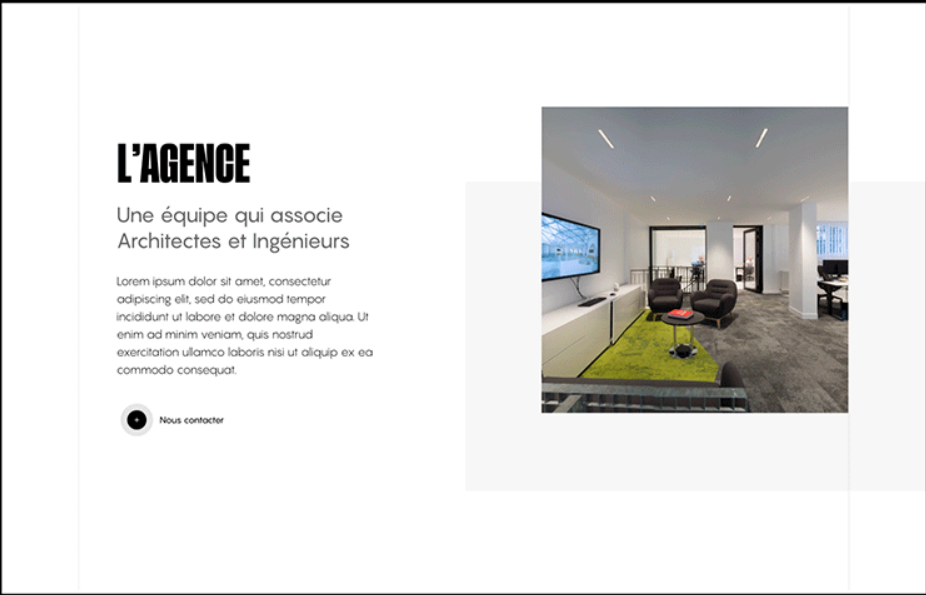 L’AGENCE
Une équipe qui associe
Architectes et Ingénieurs
Lorem ipsum dolor sit amet, consectetur
adipiscing elit, sed do eiusmod tempor
incididunt ut labore et dolore magna aliqua. Ut
enim ad minim veniam, quis nostrud
exercitation ullamco laboris nisi ut aliquip ex ea
commodo consequat.
Nous contacter